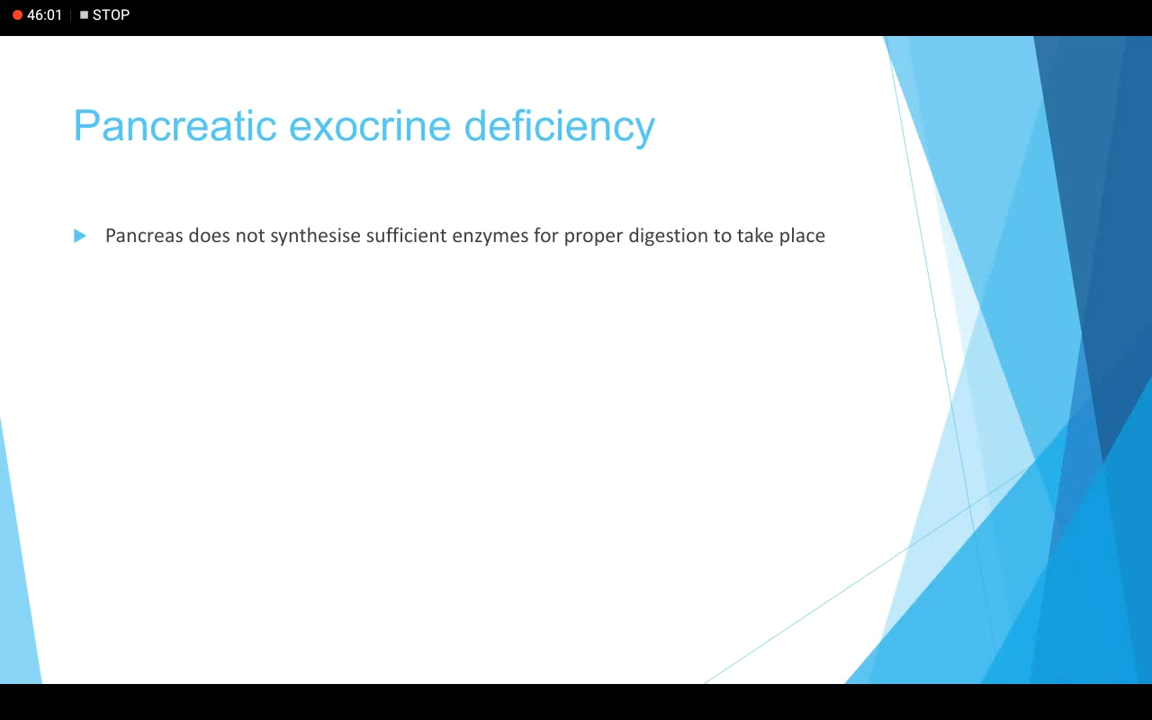 46:01 STOP
Pancreatic exocrine deficiency
Pancreas does not synthesise sufficient enzymes for proper digestion to take place